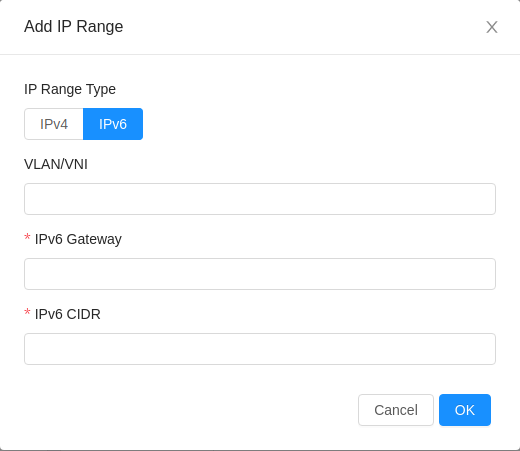 Add IP Range
IP Range Type
IPv4 IPv6
VLAN/VNI
* IPv6 Gateway
* IPv6 CIDR
Cancel OK